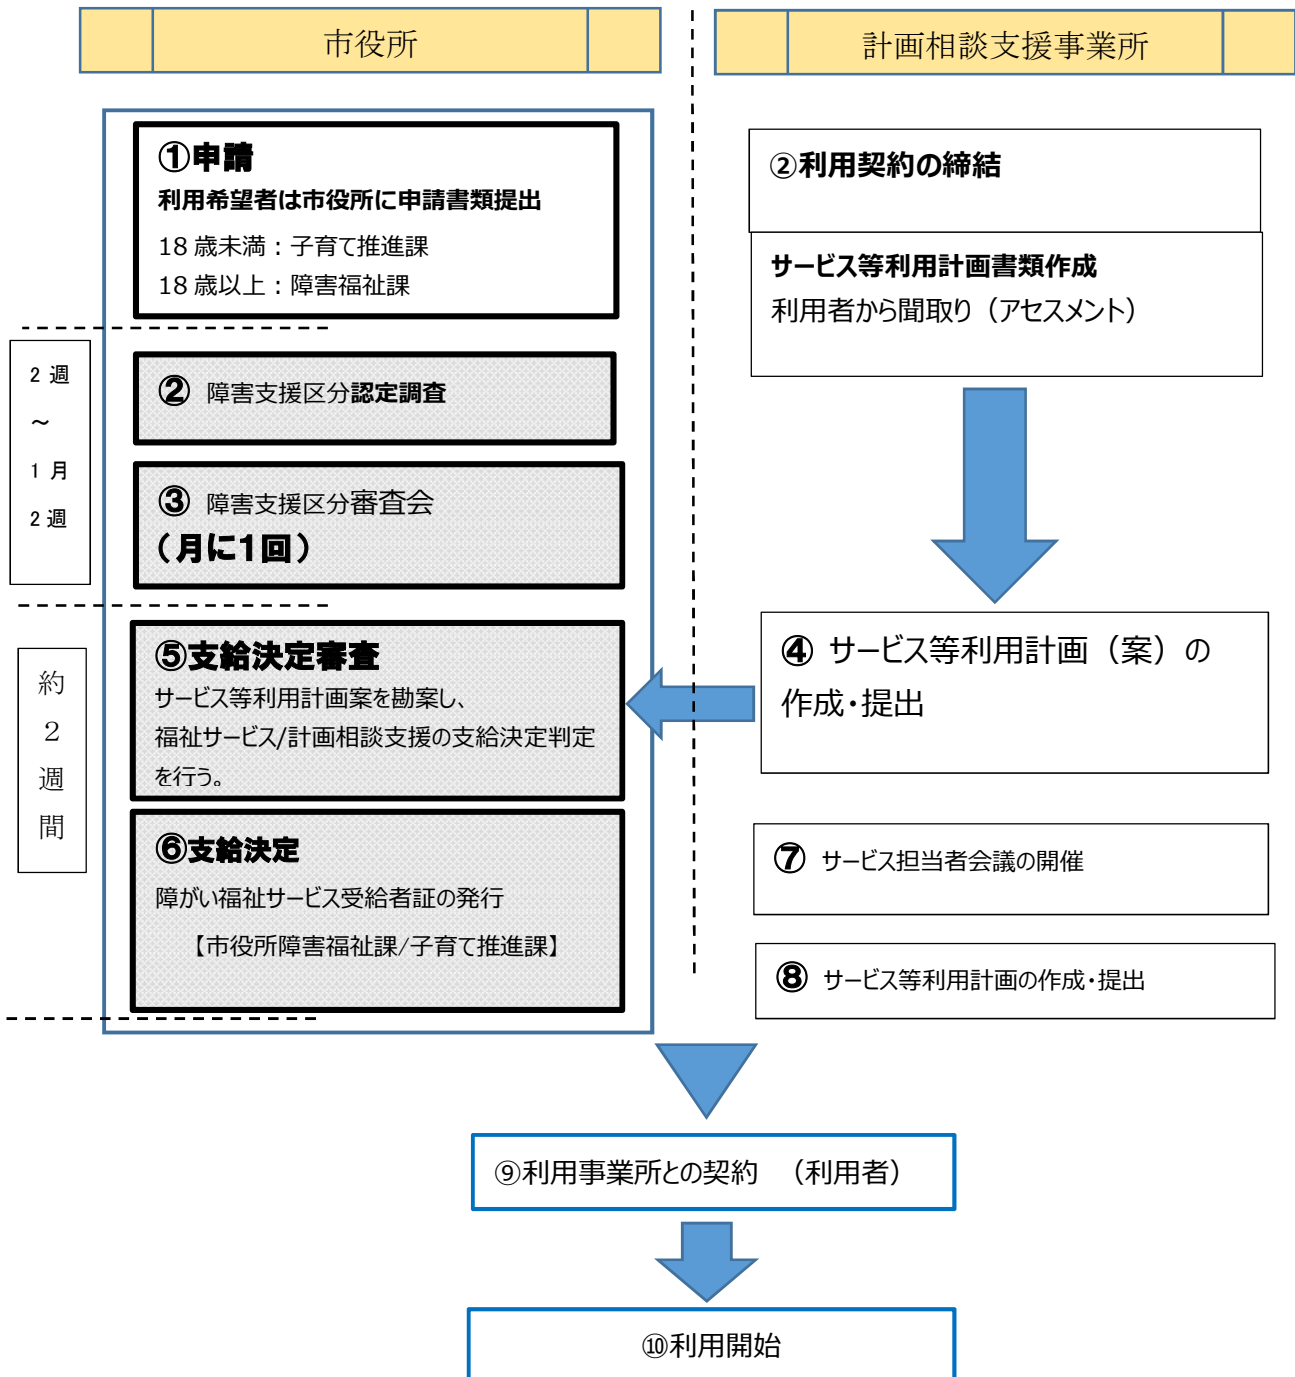 市役所
計画相談支援事業所
①申請
利用希望者は市役所に申請書類提出
18 歳未満：子育て推進課
18 歳以上：障害福祉課
②利用契約の締結
サービス等利用計画書類作成
利用者から聞取り（アセスメント）
2 週
～
1 月
2 週
② 障害支援区分認定調査
③ 障害支援区分審査会
（月に1回）
約
2
週
間
⑤支給決定審査
サービス等利用計画案を勘案し、
福祉サービス/計画相談支援の支給決定判定
を行う。
④ サービス等利用計画（案）の
作成・提出
⑥支給決定
障がい福祉サービス受給者証の発行
【市役所障害福祉課/子育て推進課】
⑦ サービス担当者会議の開催
⑧ サービス等利用計画の作成・提出
⑨利用事業所との契約　（利用者）
⑩利用開始